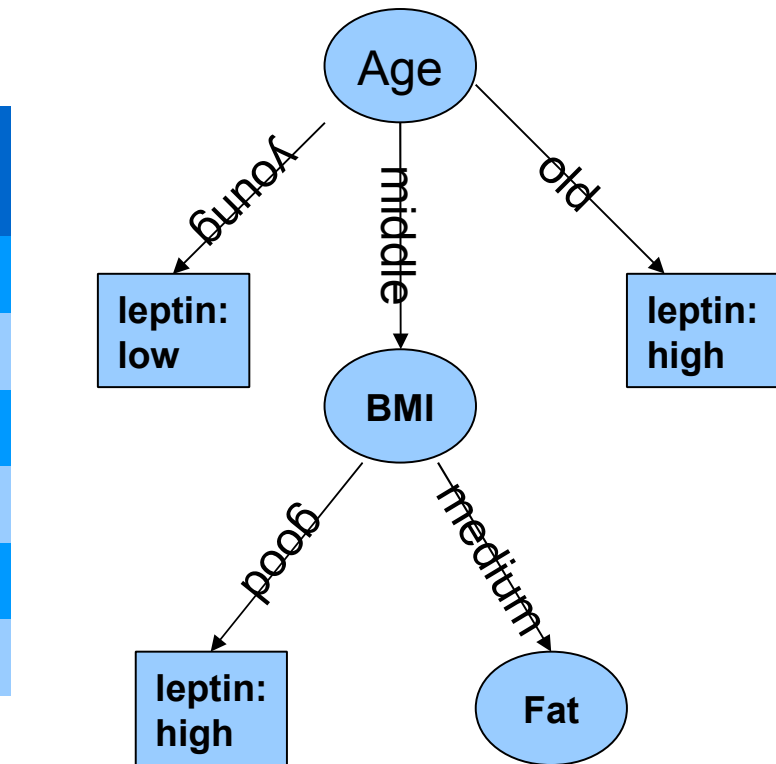 Age
young
middle
old
leptin:
low
leptin:
high
BMI
good
medium
leptin:
high
Fat